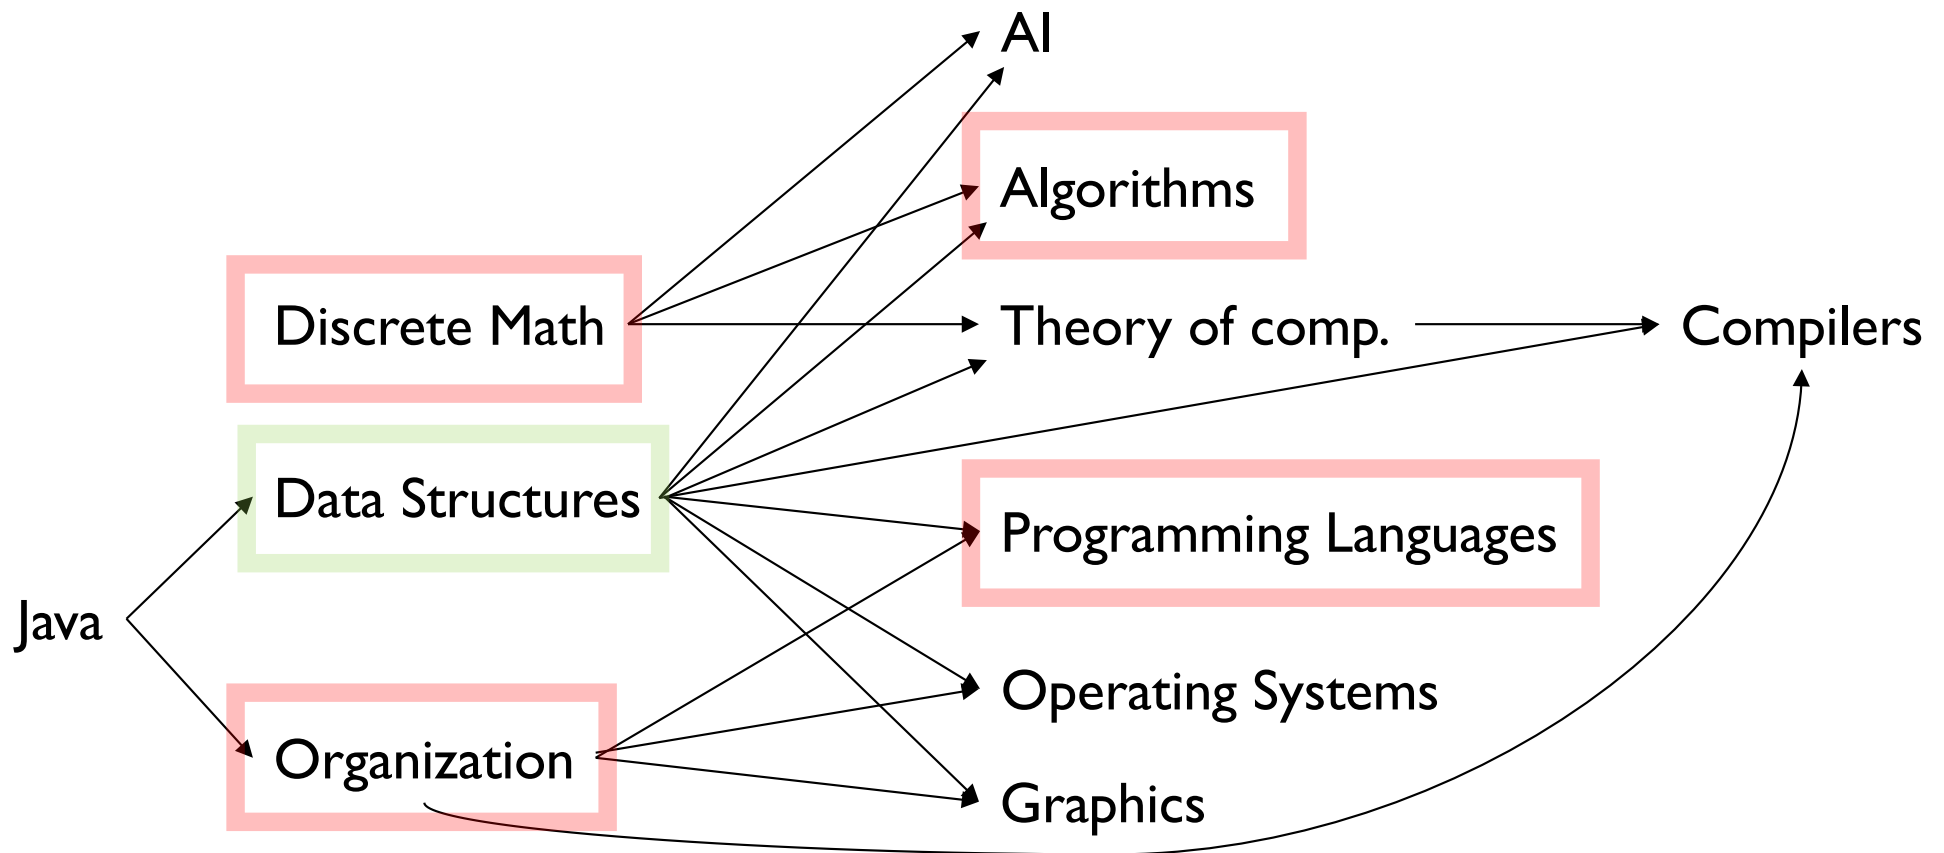 AI
Algorithms
Discrete Math
Theory of comp.
Compilers
Data Structures
Programming Languages
Java
Operating Systems
Organization
Graphics